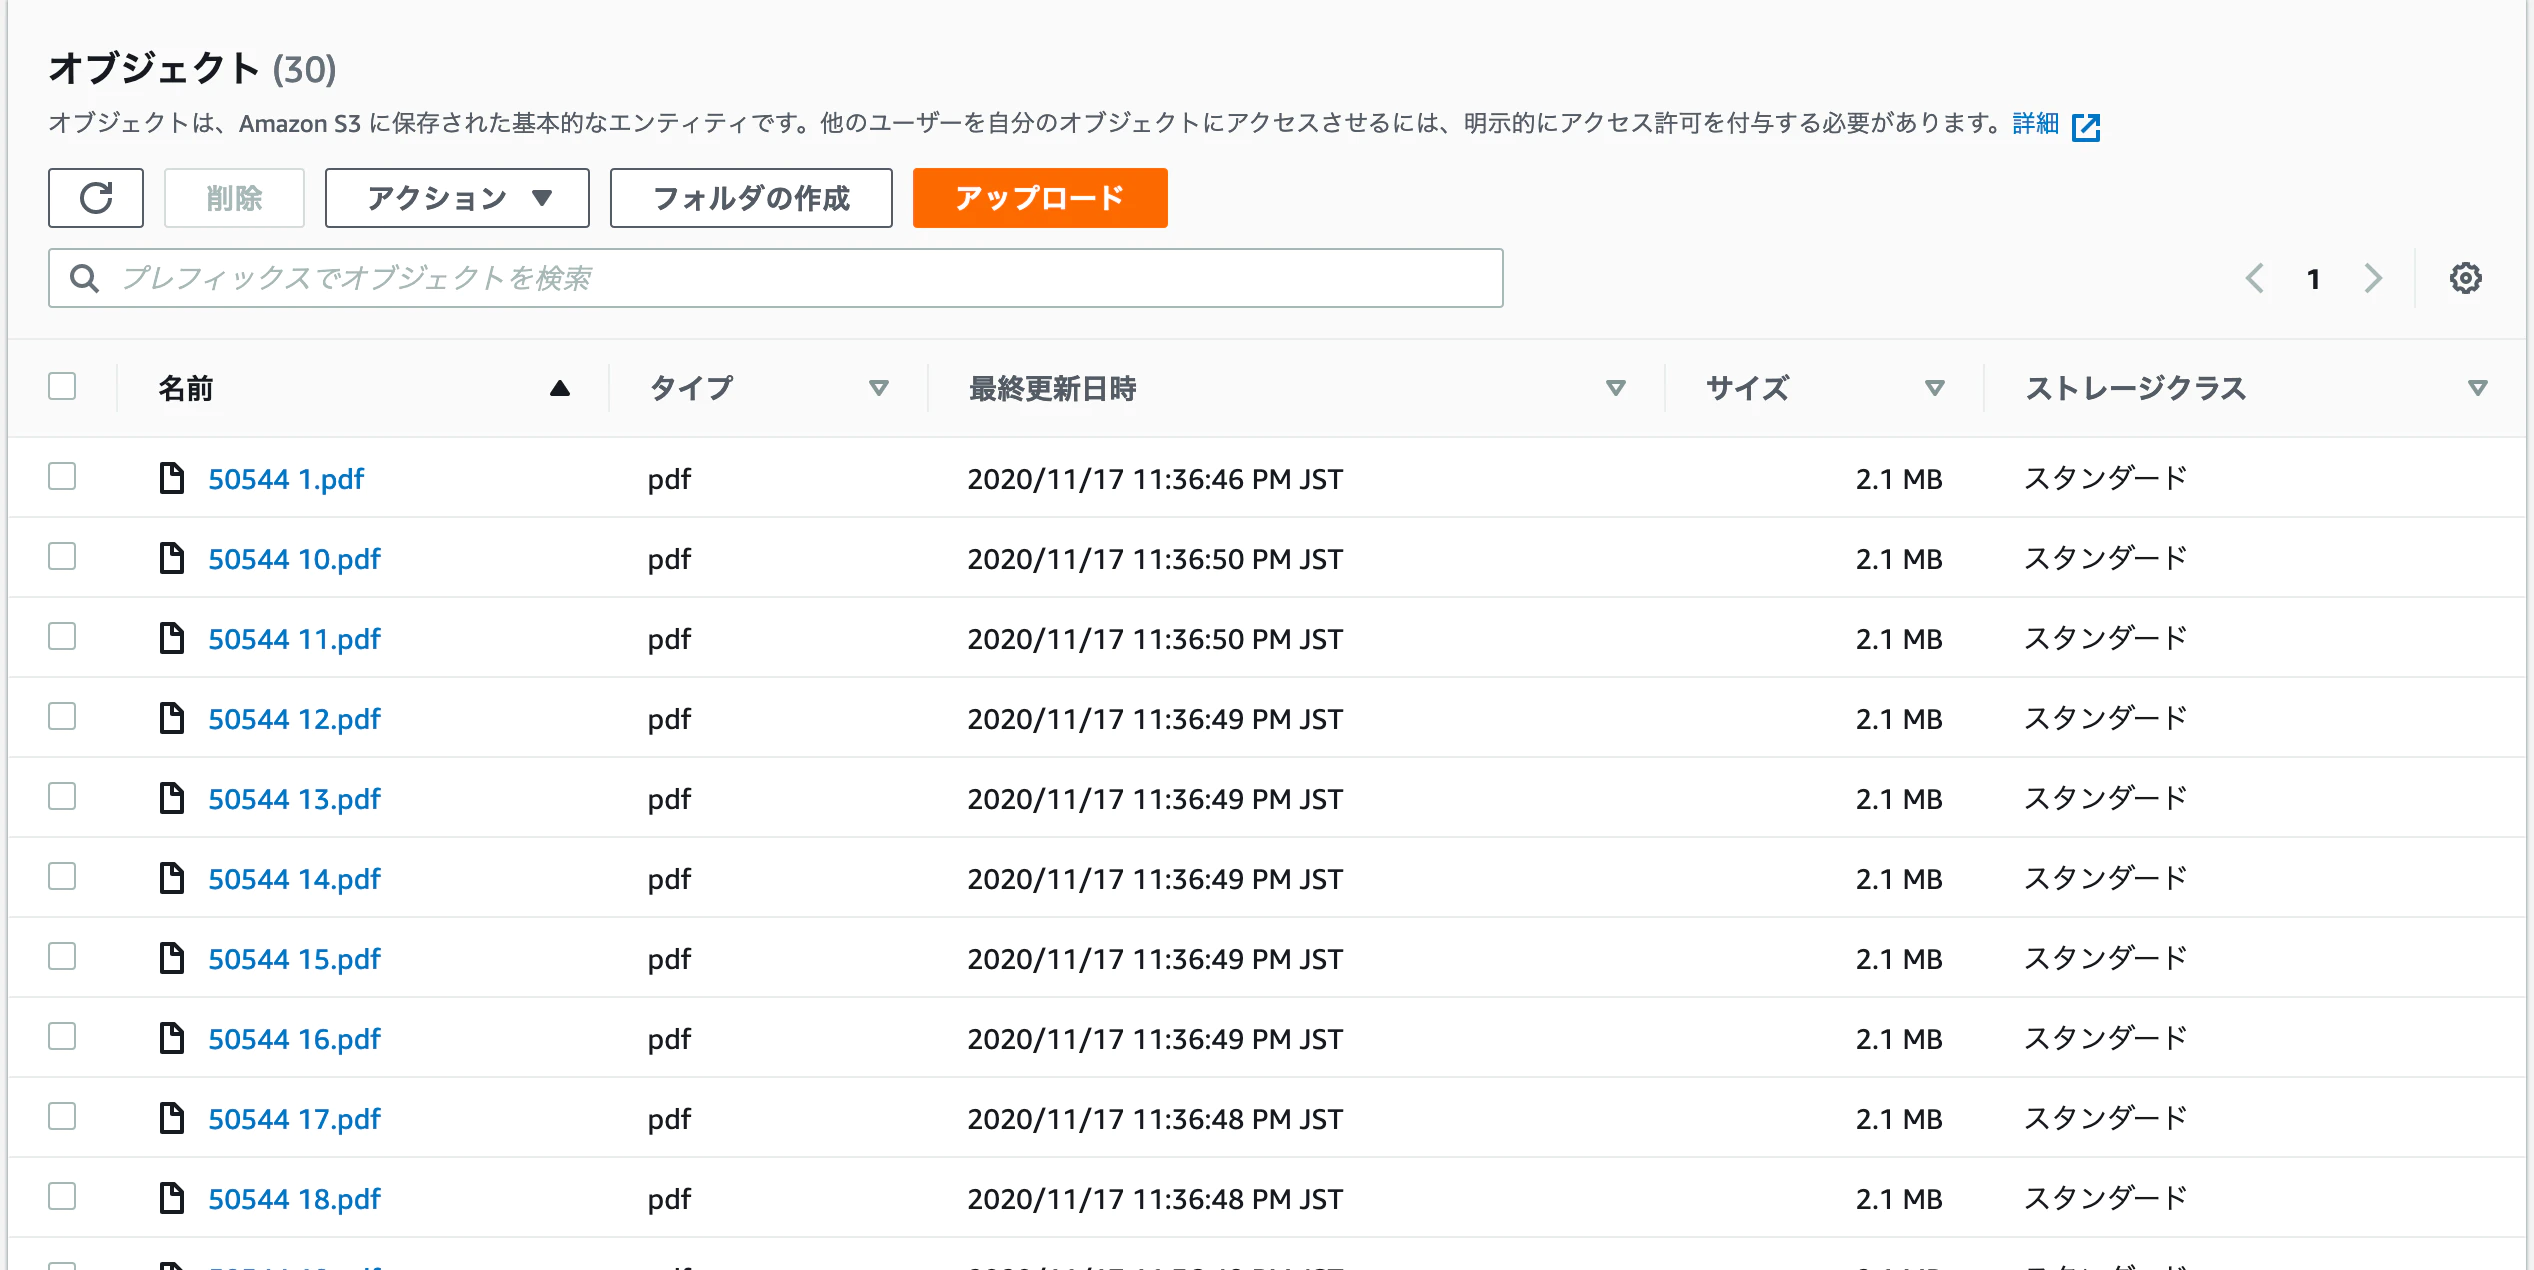 オブジェクト (30)
オブジェクトは、Amazon S3 に保存された基本的なエンティティです。他のユーザーを自分のオブジェクトにアクセスさせるには、明示的にアクセス許可を付与する必要があります。詳細
削除 アクション フォルダの作成 アップロード
プレフィックスでオブジェクトを検索 1
名前 タイプ 最終更新日時 サイズ ストレージクラス
50544 1.pdf pdf 2020/11/17 11:36:46 PM JST 2.1 MB スタンダード
50544 10.pdf pdf 2020/11/17 11:36:50 PM JST 2.1 MB スタンダード
50544 11.pdf pdf 2020/11/17 11:36:50 PM JST 2.1 MB スタンダード
50544 12.pdf pdf 2020/11/17 11:36:49 PM JST 2.1 MB スタンダード
50544 13.pdf pdf 2020/11/17 11:36:49 PM JST 2.1 MB スタンダード
50544 14.pdf pdf 2020/11/17 11:36:49 PM JST 2.1 MB スタンダード
50544 15.pdf pdf 2020/11/17 11:36:49 PM JST 2.1 MB スタンダード
50544 16.pdf pdf 2020/11/17 11:36:49 PM JST 2.1 MB スタンダード
50544 17.pdf pdf 2020/11/17 11:36:48 PM JST 2.1 MB スタンダード
50544 18.pdf pdf 2020/11/17 11:36:48 PM JST 2.1 MB スタンダード